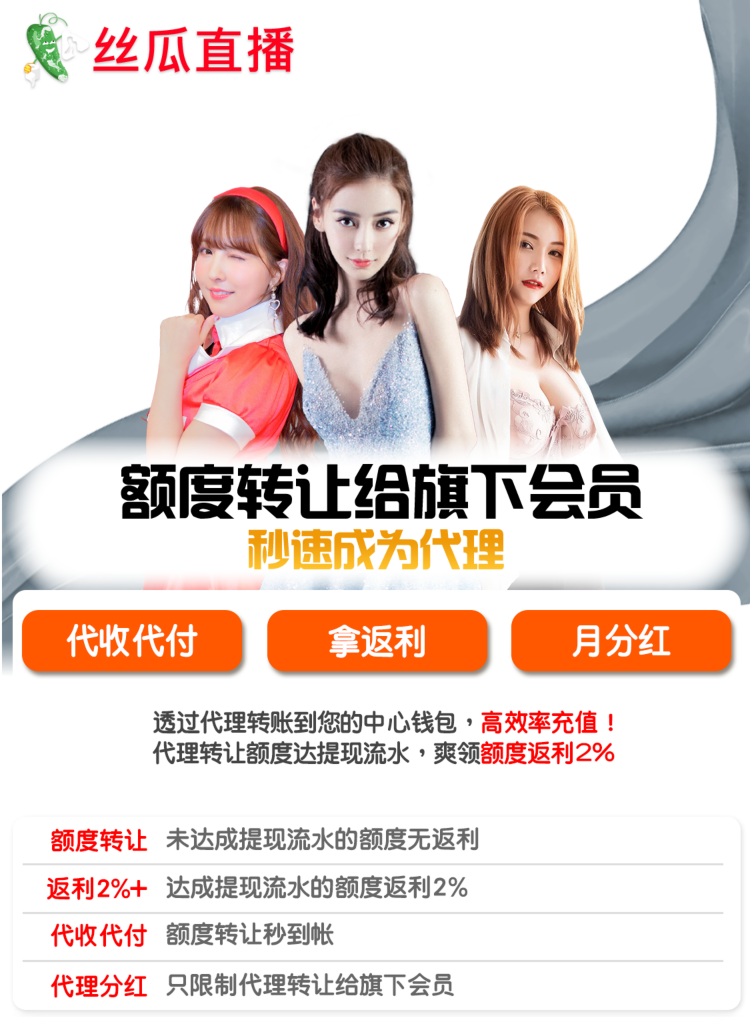 丝瓜直播
额度转让给旗下会员
秒速成为代理
代收代付
拿返利
月分红
透过代理转账到您的中心钱包，高效率充值！
代理转让额度达提现流水，爽领额度返利2%
额度转让 未达成提现流水的额度无返利
返利2%+ 达成提现流水的额度返利2%
代收代付 额度转让秒到帐
代理分红 只限制代理转让给旗下会员